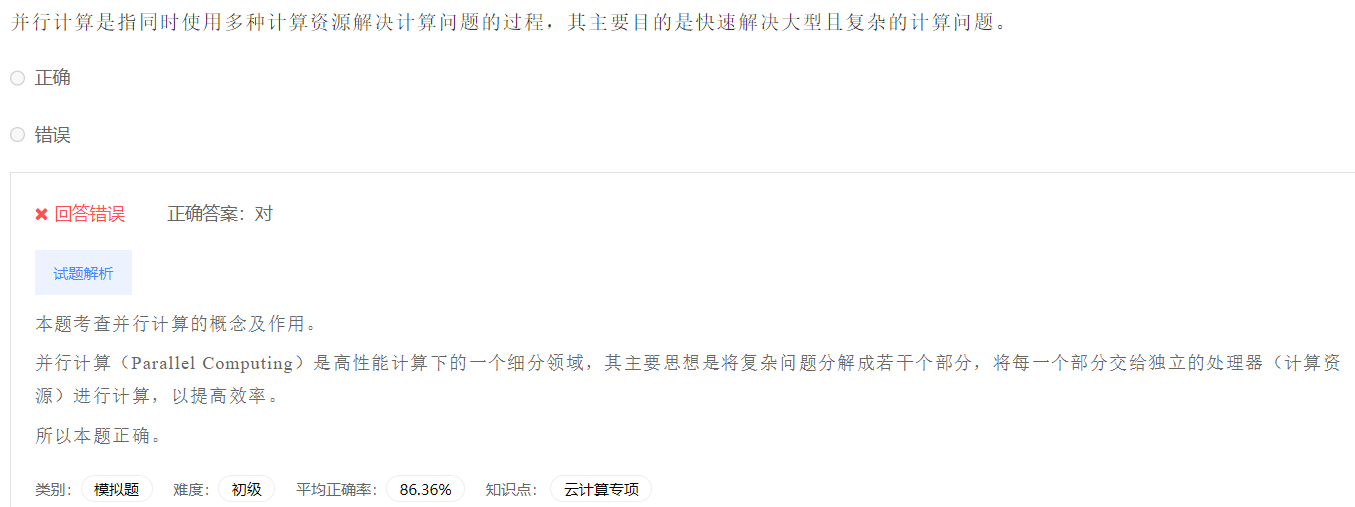 并行计算是指同时使用多种计算资源解决计算问题的过程，其主要目的是快速解决大型且复杂的计算问题。
正确
错误
回答错误 正确答案：对
试题解析
本题考查并行计算的概念及作用。
并行计算（Parallel Computing）是高性能计算下的一个细分领域，其主要思想是将复杂问题分解成若干个部分，将每一个部分交给独立的处理器（计算资
源）进行计算，以提高效率。
所以本题正确。
类别： 模拟题 难度： 初级 平均正确率： 86.36% 知识点： 云计算专项